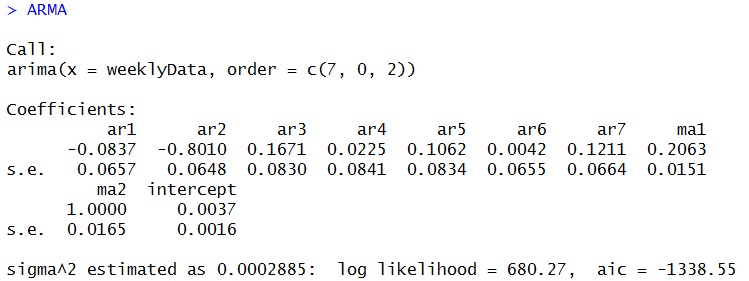 > ARMA
Call:
arima(x = weeklyData, order = c(7, 0, 2))
Coefficients:
ar1 ar2 ar3 ar4 ar5 ar6 ar7 ma1
-0.0837 -0.8010 0.1671 0.0225 0.1062 0.0042 0.1211 0.2063
s.e. 0.0657 0.0648 0.0830 0.0841 0.0834 0.0655 0.0664 0.0151
ma2 intercept
1.0000 0.0037
s.e. 0.0165 0.0016
sigma^2 estimated as 0.0002885: log likelihood = 680.27, aic = -1338.55